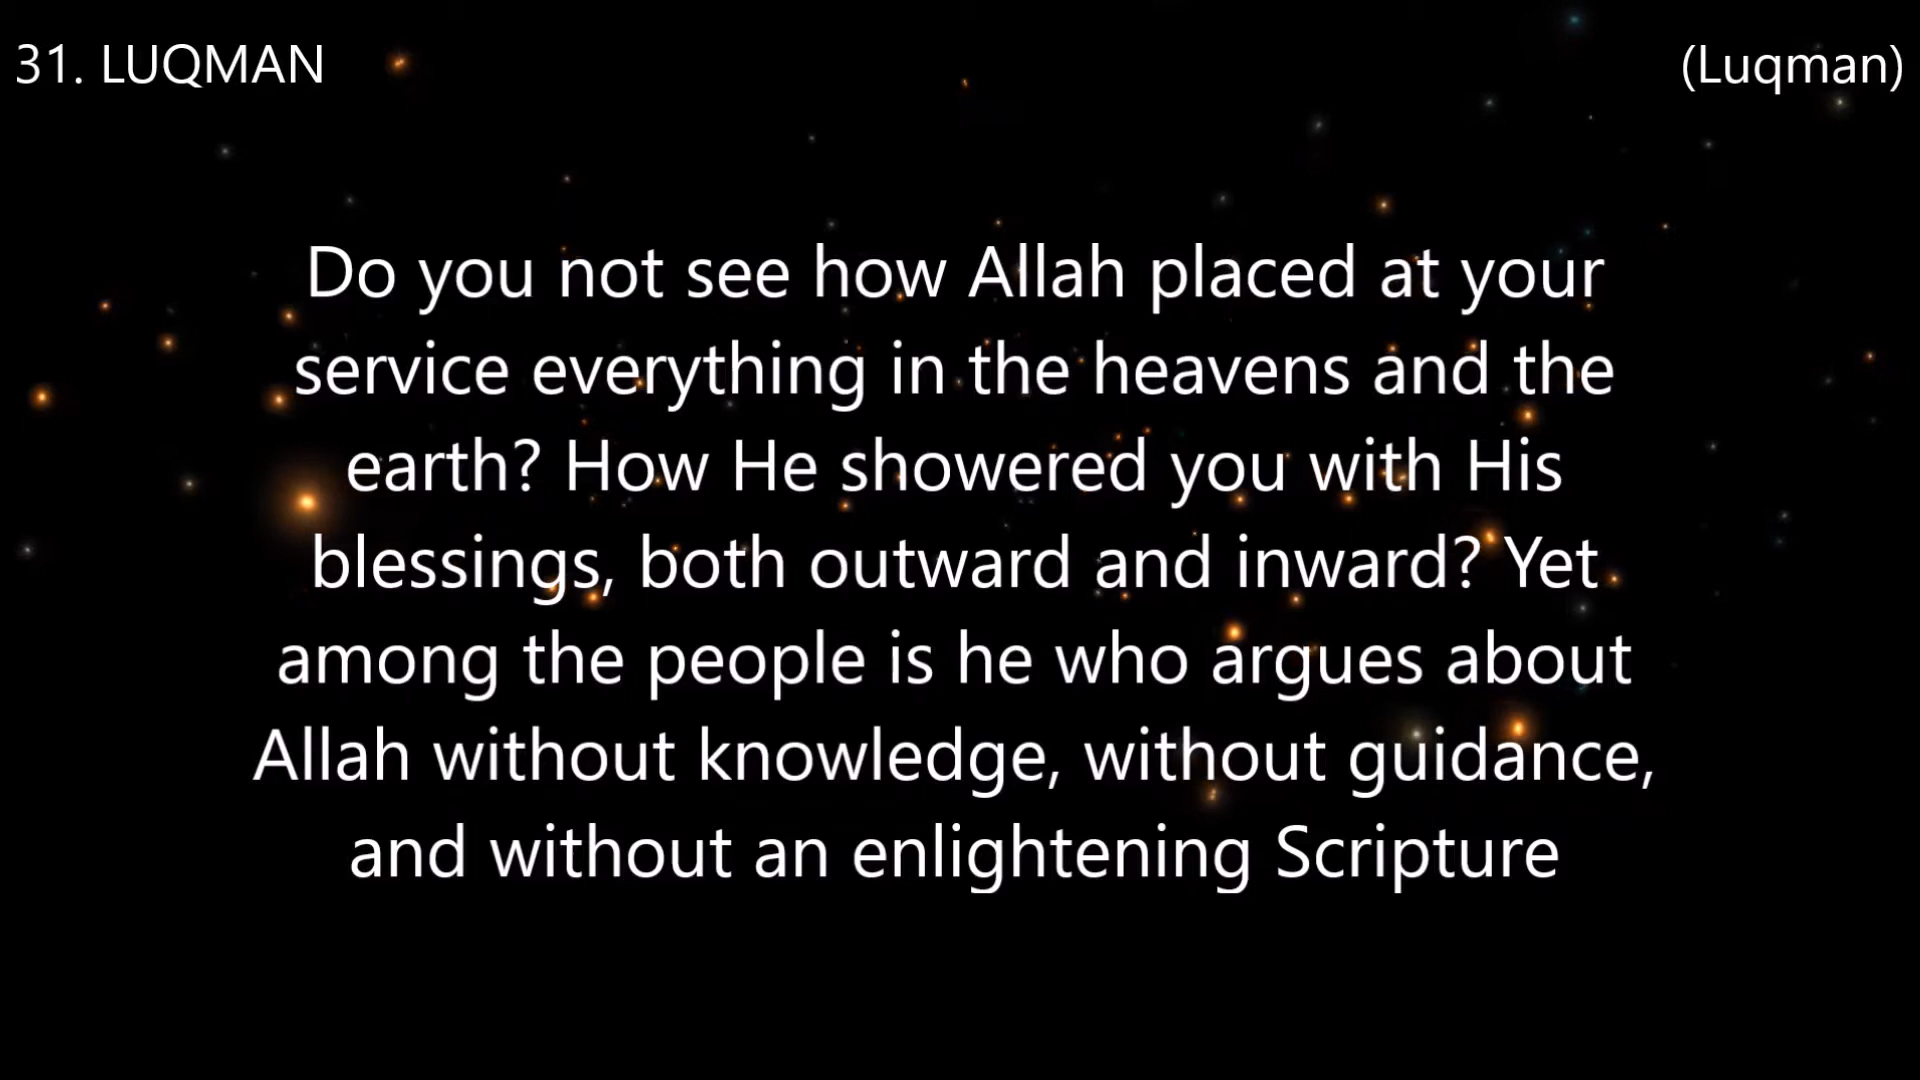 31. LUQMAN
(Luqman)
Do you not see how Allah placed at your
service everything in the heavens and the
earth? How He showered you with His
blessings, both outward and inward? Yet
among the people is he who argues about
Allah without knowledge, without guidance,
and without an enlightening Scripture